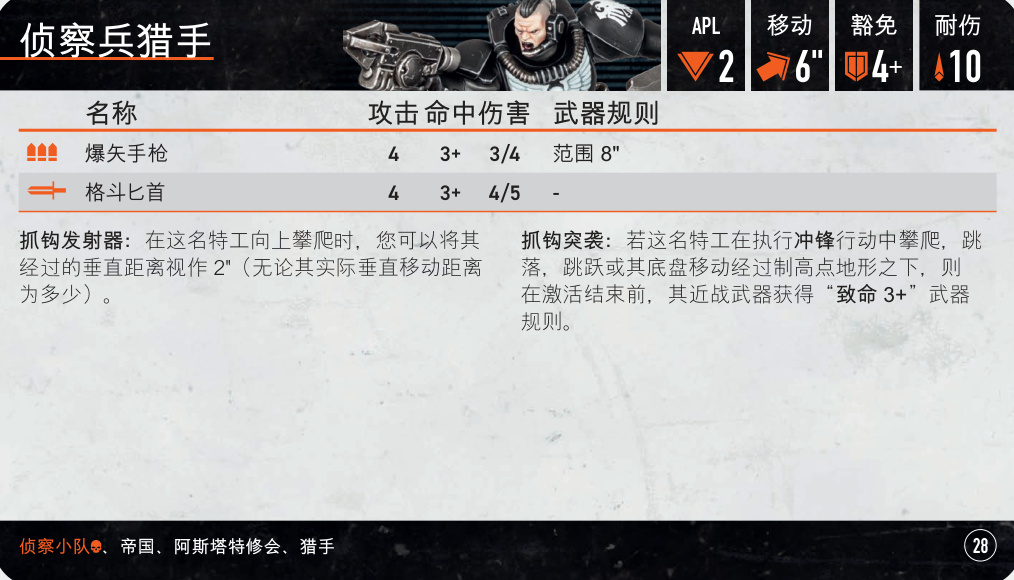 侦察兵猎手
APL 移动 豁免 耐伤
2 6" 4+ 10
名称 攻击 命中 伤害 武器规则
爆矢手枪 4 3+ 3/4 范围 8"
格斗匕首 4 3+ 4/5 -
抓钩发射器：在这名特工向上攀爬时，您可以将其
经过的垂直距离视作 2"（无论其实际垂直移动距离
为多少）。
抓钩突袭：若这名特工在执行冲锋行动中攀爬，跳
落，跳跃或其底盘移动经过制高点地形之下，则
在激活结束前，其近战武器获得“致命 3+”武器
规则。
侦察小队、帝国、阿斯塔特修会、猎手
28